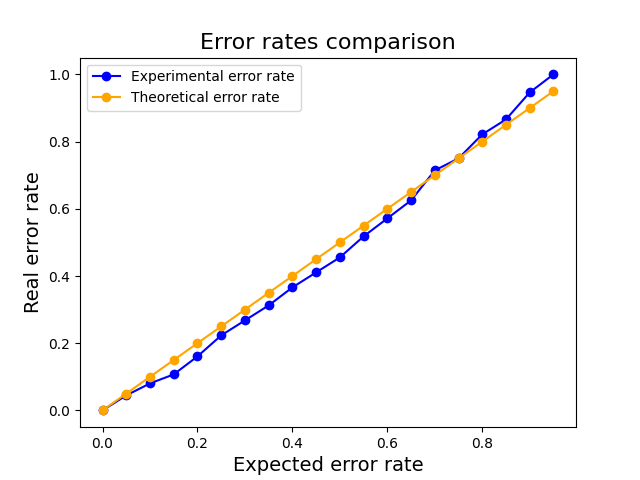 Error rates comparison
Experimental error rate
Theoretical error rate
1.0
0.8
0.6
0.4
0.2
0.0
Real error rate
0.0 0.2 0.4 0.6 0.8
Expected error rate